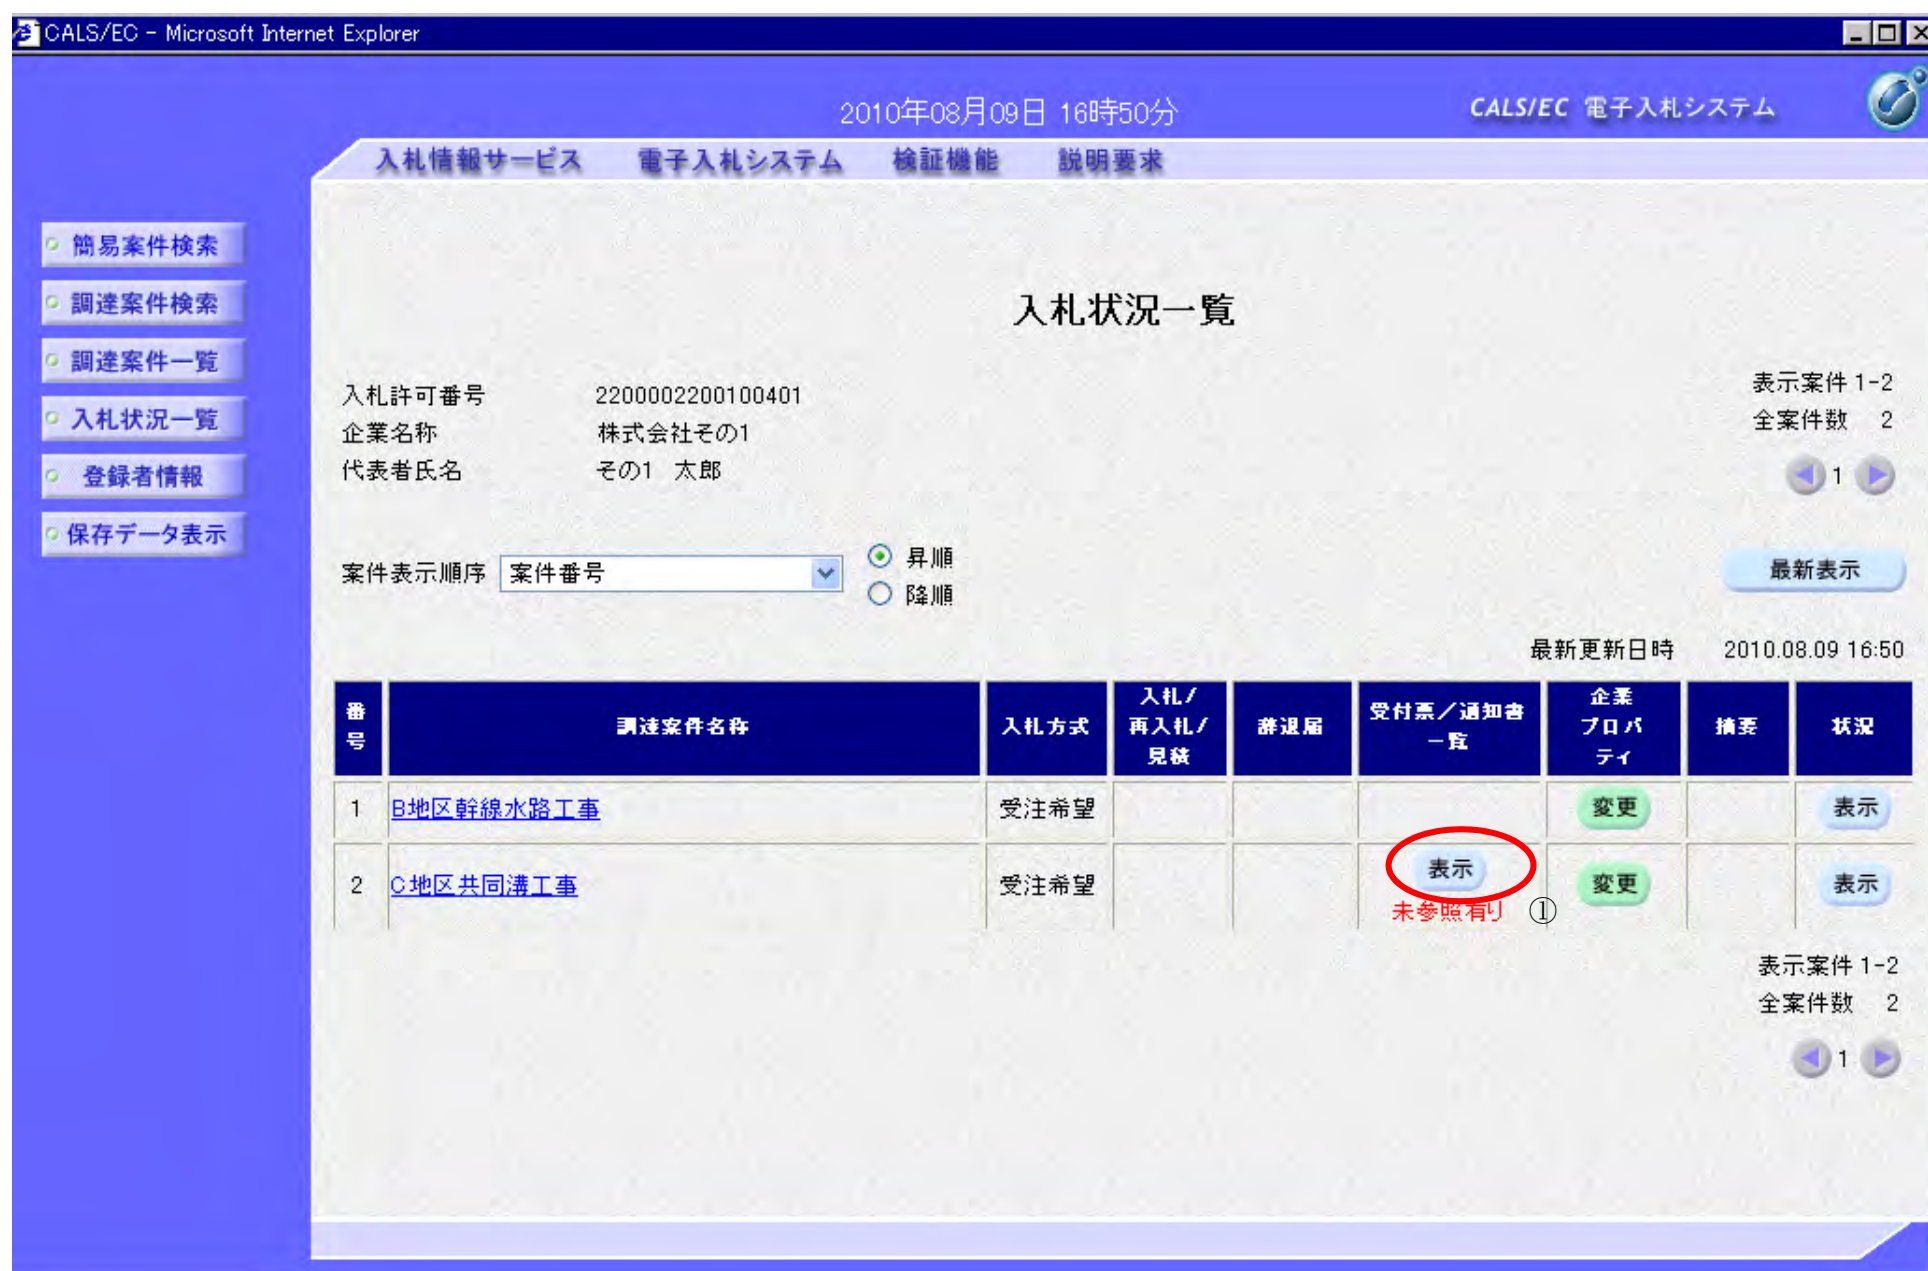 CALS/EC - Microsoft Internet Explorer
2010年08月09日 16時50分
CALS/EC 電子入札システム
入札情報サービス 電子入札システム 検証機能 説明要求
簡易案件検索
調達案件検索
調達案件一覧
入札状況一覧
登録者情報
保存データ表示
入札状況一覧
入札許可番号 2200002200100401
企業名称 株式会社その1
代表者氏名 その1 太郎
表示案件 1-2
全案件数 2
1
案件表示順序 案件番号
昇順
降順
最新表示
最新更新日時 2010.08.09 16:50
番号 調達案件名称 入札方式 入札/再入札/見積 辞退届 受付票/通知書一覧 企業プロパティ 摘要 状況
1 B地区幹線水路工事 受注希望 変更 表示
2 C地区共同溝工事 受注希望 表示 変更 表示
未参照有り ①
表示案件 1-2
全案件数 2
1